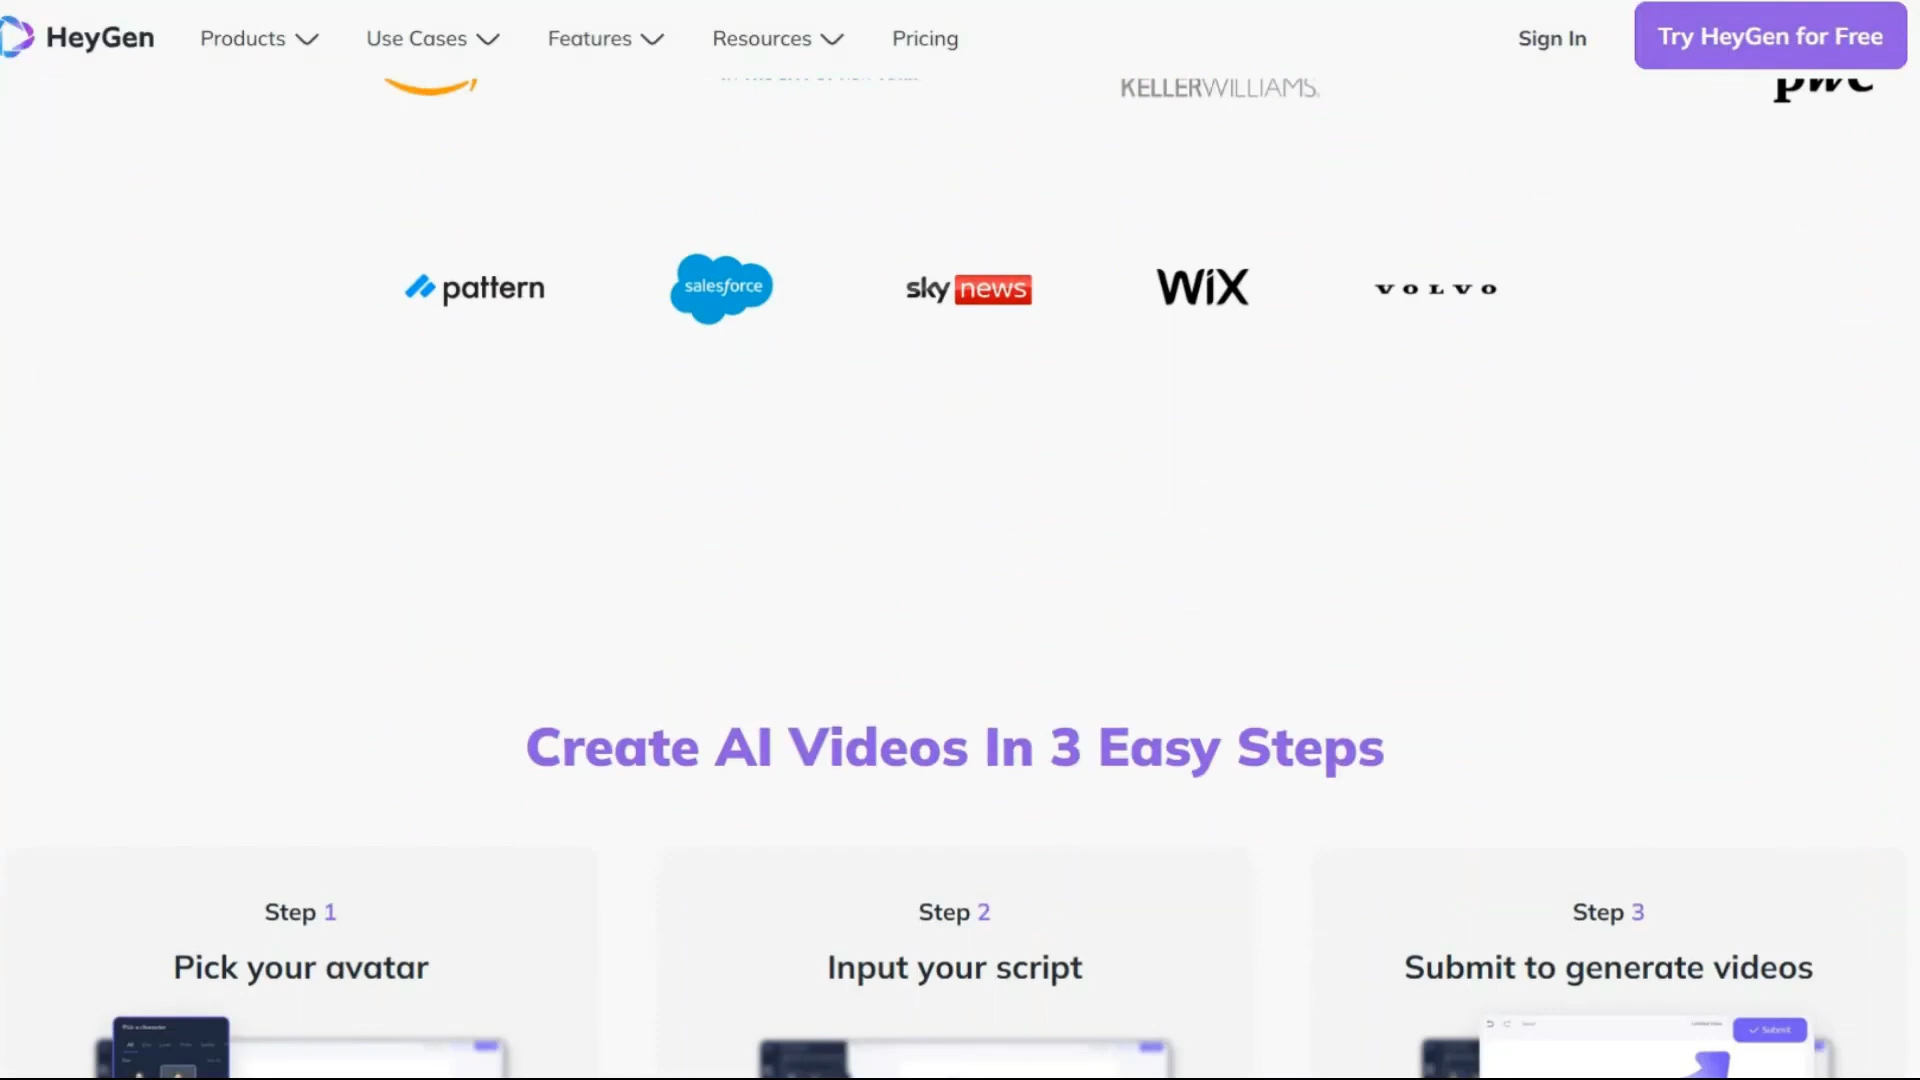 HeyGen
Products
Use Cases
Features
Resources
Pricing
Sign In
Try HeyGen for Free
KELLERWILLIAMS.
pwc
pattern
salesforce
sky news
WiX
VOLVO
Create AI Videos In 3 Easy Steps
Step 1
Pick your avatar
Step 2
Input your script
Step 3
Submit to generate videos
Submit